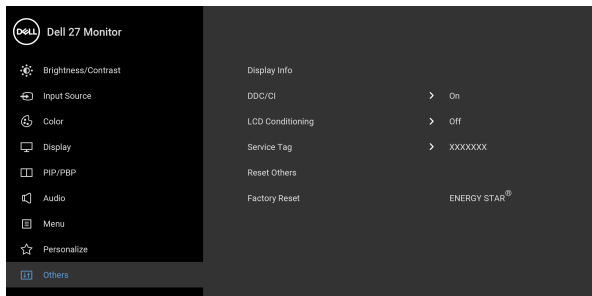 DELL Dell 27 Monitor
Brightness/Contrast
Input Source
Color
Display
PIP/PBP
Audio
Menu
Personalize
Others
Display Info
DDC/CI > On
LCD Conditioning > Off
Service Tag > XXXXXXX
Reset Others
Factory Reset ENERGY STAR®